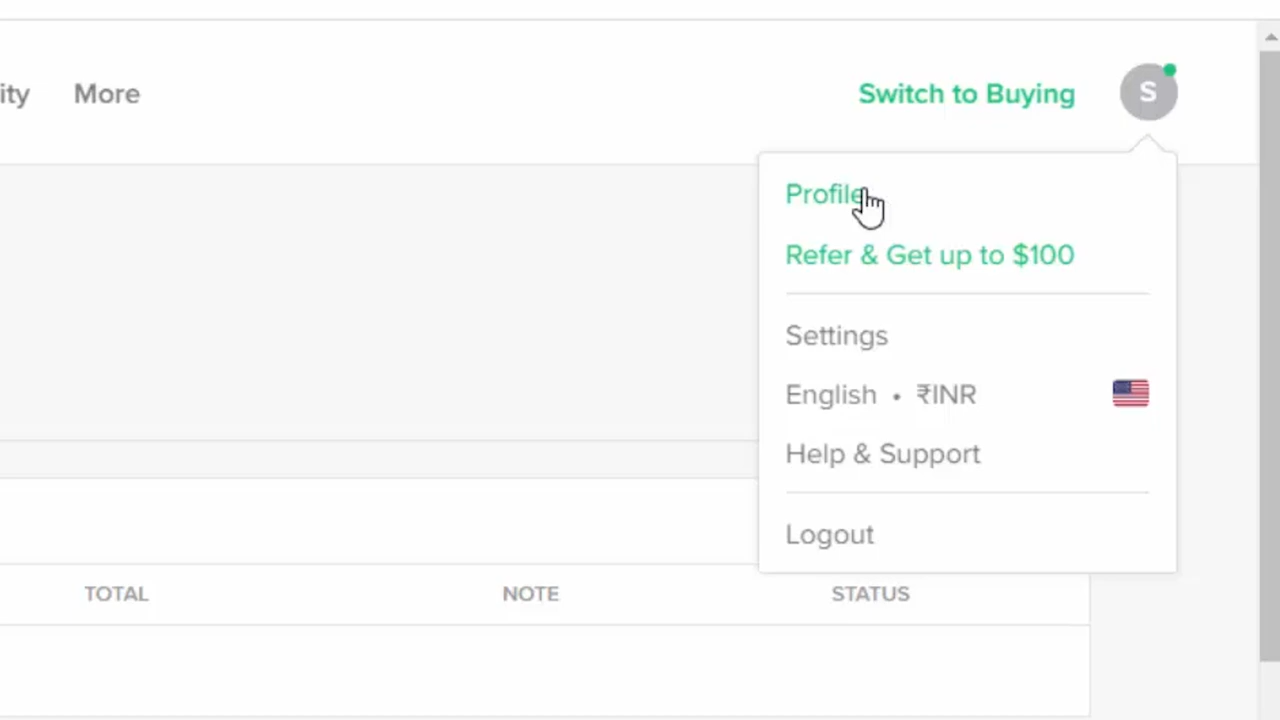 More
Switch to Buying
S
Profile
Refer & Get up to $100
Settings
English • ₹INR
Help & Support
Logout
TOTAL NOTE STATUS